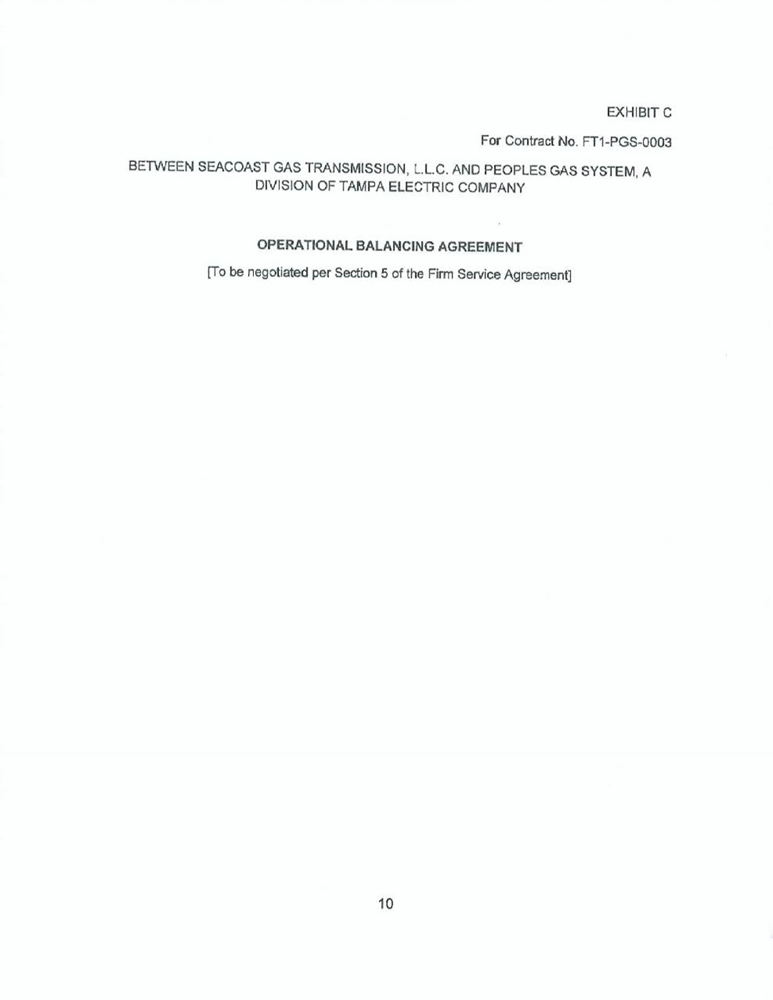 EXHIBIT C
For Contract No. FT1-PGS-0003
BETWEEN SEACOAST GAS TRANSMISSION, L.L.C. AND PEOPLES GAS SYSTEM, A
DIVISION OF TAMPA ELECTRIC COMPANY
OPERATIONAL BALANCING AGREEMENT
[To be negotiated per Section 5 of the Firm Service Agreement]
10